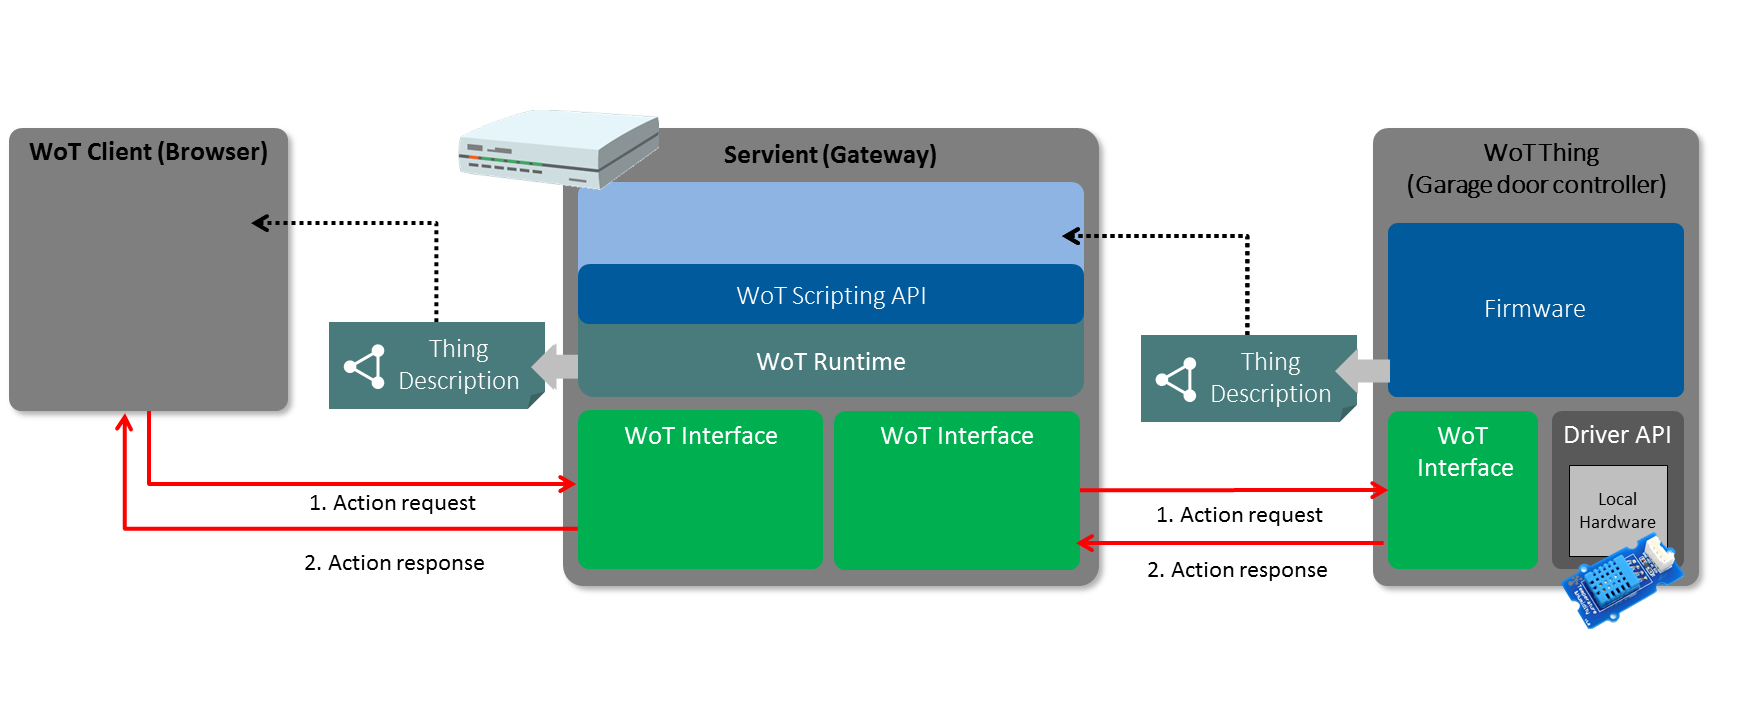 WoT Client (Browser)
Servient (Gateway)
WoT Thing
(Garage door controller)
WoT Scripting API
Firmware
Thing
Description
WoT Runtime
Thing
Description
WoT Interface
WoT Interface
WoT
Interface
Driver API
Local
Hardware
1. Action request
2. Action response
1. Action request
2. Action response
Temperature
&Humidity